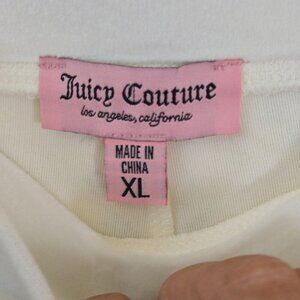 Juicy Couture
los angeles, california
MADE IN
CHINA
XL